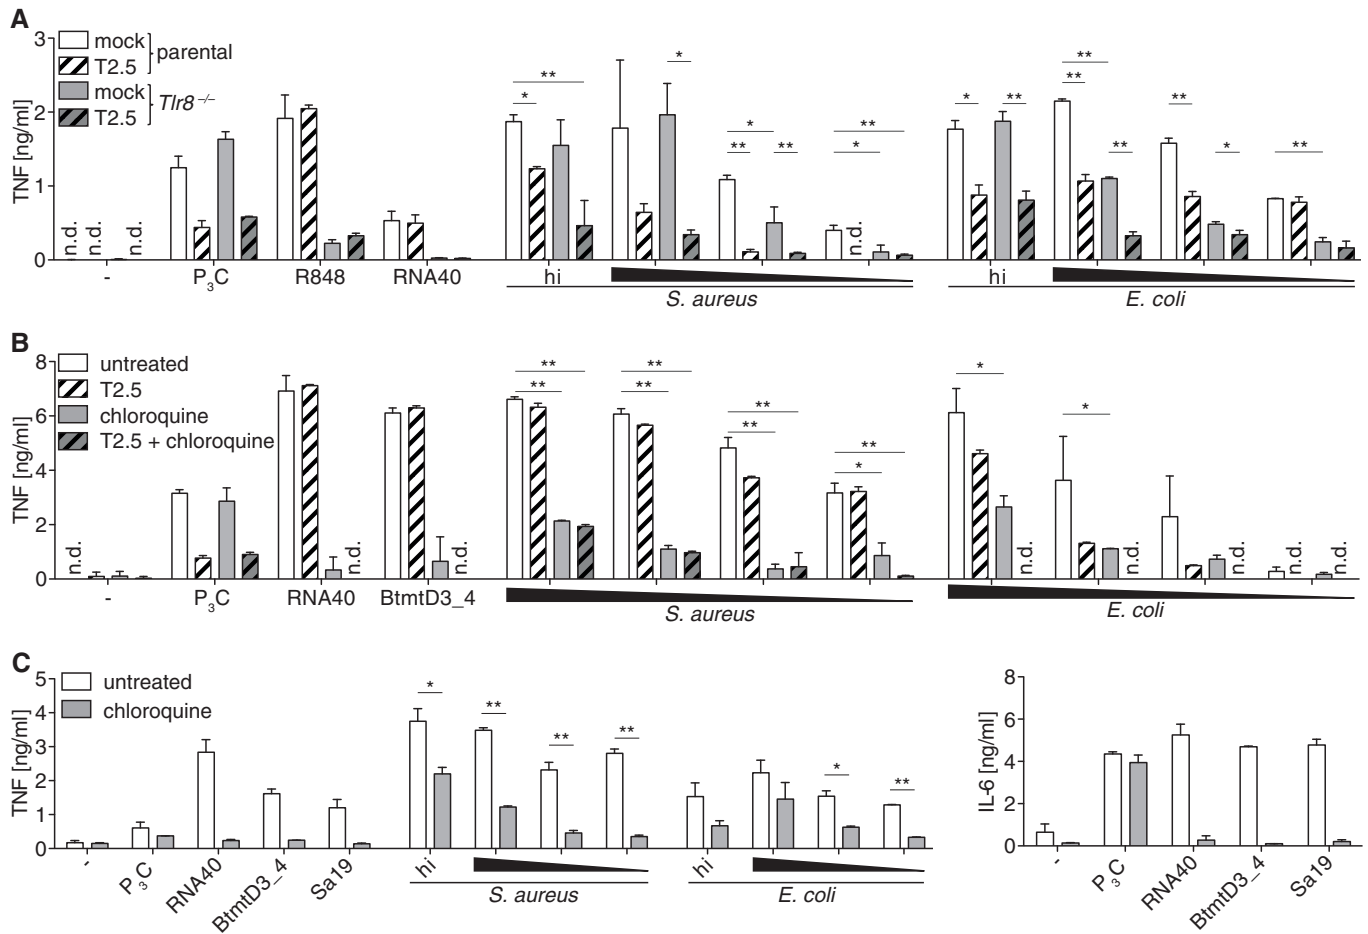 A
TNF [ng/ml]
3
2
1
0
mock
T2.5
parental
mock
T2.5
Tlr8 –/–
n.d.
n.d.
n.d.
n.d.
* ** * ** * ** ** * * ** ** ** ** ** * **
- P3C R848 RNA40 hi hi
S. aureus E. coli
B
TNF [ng/ml]
8
6
4
2
0
untreated
T2.5
chloroquine
T2.5 + chloroquine
n.d.
n.d.
n.d.
n.d.
n.d.
n.d.
n.d.
n.d.
** ** ** ** ** ** ** * * *
- P3C RNA40 BtmtD3_4
S. aureus E. coli
C
TNF [ng/ml]
5
4
3
2
1
0
untreated
chloroquine
* ** ** ** * **
- P3C RNA40 BtmtD3_4 Sa19 hi hi
S. aureus E. coli
IL-6 [ng/ml]
8
6
4
2
0
- P3C RNA40 BtmtD3_4 Sa19